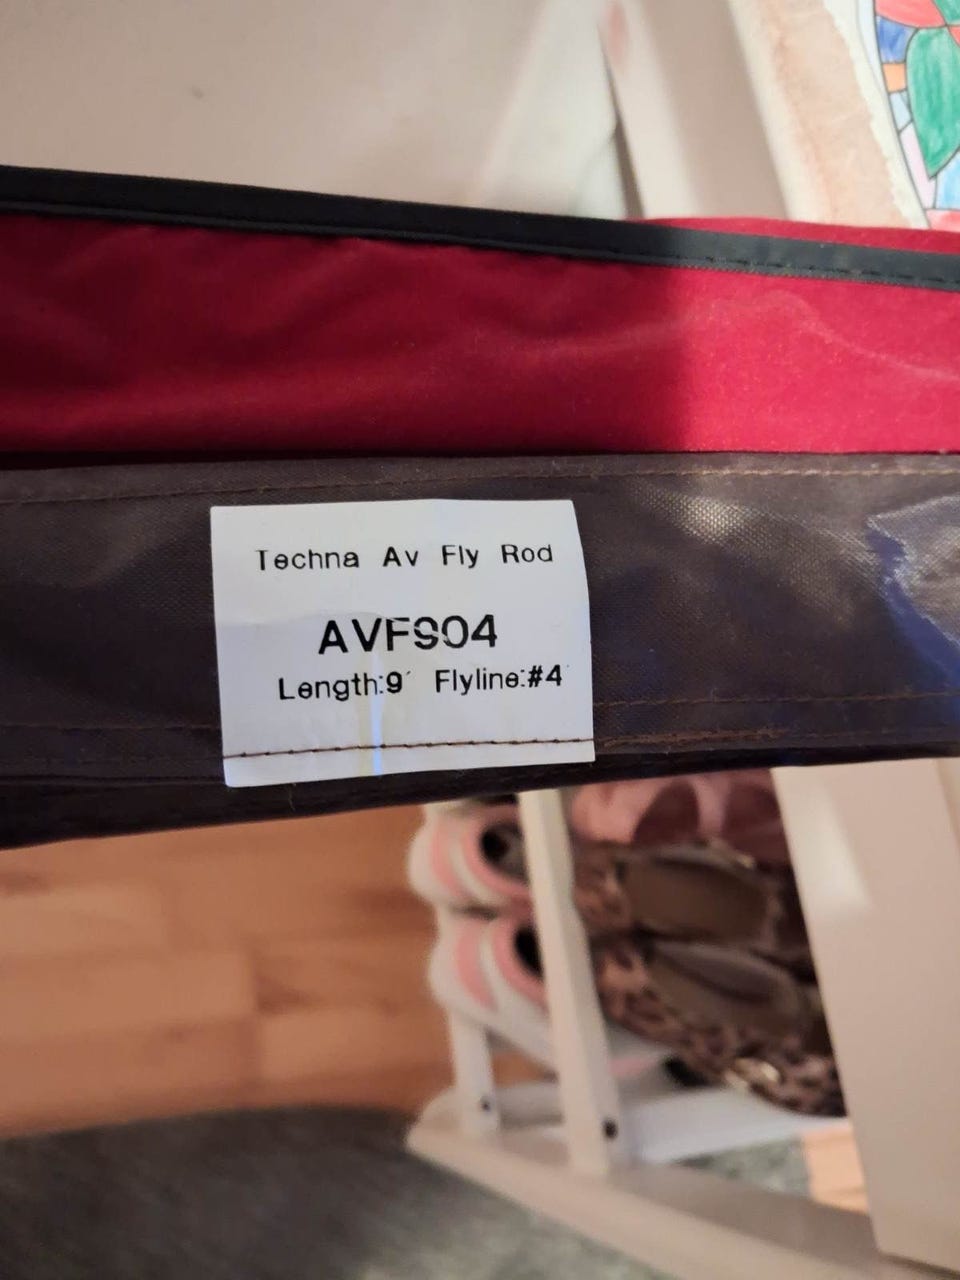 Techna Av Fly Rod
AVF904
Length:9´ Flyline:#4